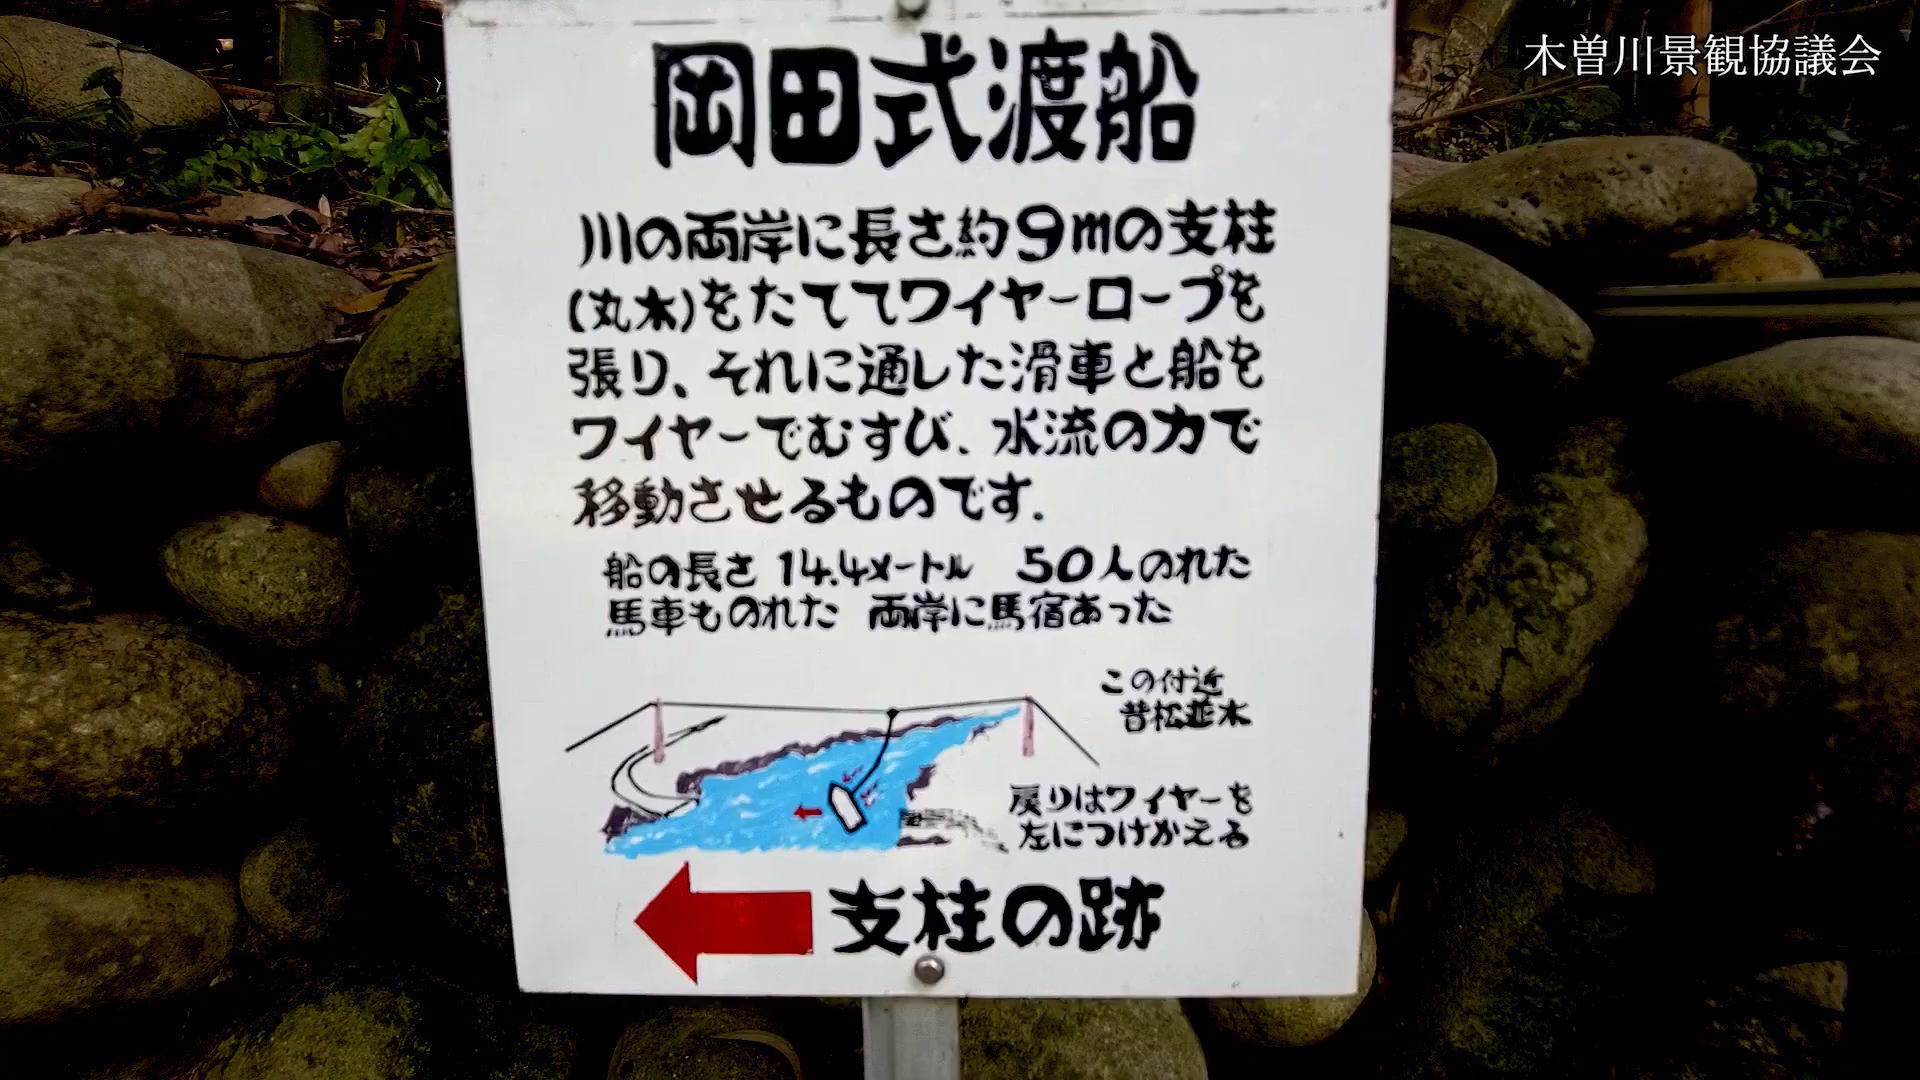 木曽川景観協議会
岡田式渡船
川の両岸に長さ約9mの支柱
(丸木)をたててワイヤーロープを
張り、それに通した滑車と船を
ワイヤーでむすび、水流の力で
移動させるものです.
船の長さ 14.4メートル 50人のれた
馬車ものれた 両岸に馬宿あった
この付近
昔松並木
戻りはワイヤーを
左につけかえる
支柱の跡